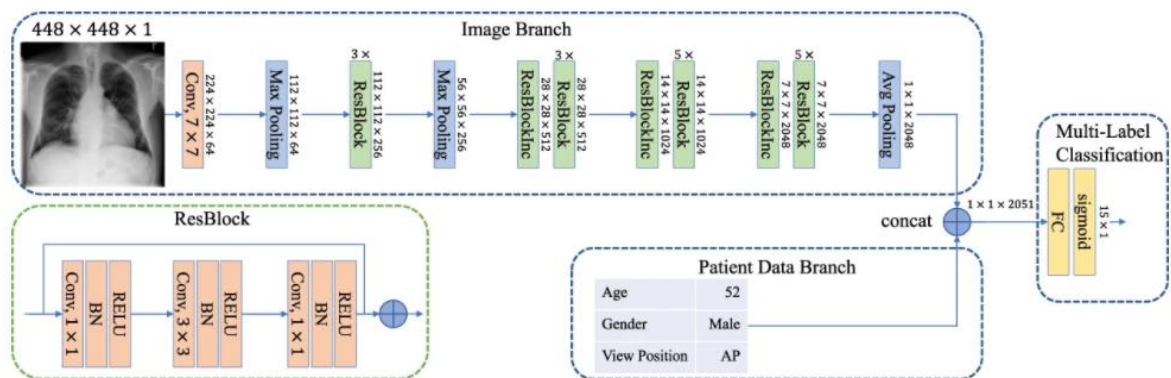 448 × 448 × 1
Image Branch
Conv, 7 × 7
224 × 224 × 64
Max Pooling
112 × 112 × 64
3 ×
ResBlock
112 × 112 × 256
Max Pooling
56 × 56 × 256
ResBlockInc
28 × 28 × 512
3 ×
ResBlock
28 × 28 × 512
ResBlockInc
14 × 14 × 1024
5 ×
ResBlock
14 × 14 × 1024
ResBlockInc
7 × 7 × 2048
5 ×
ResBlock
7 × 7 × 2048
Avg Pooling
1 × 1 × 2048
Multi-Label
Classification
concat
1 × 1 × 2051
FC
sigmoid
15 × 1
ResBlock
Conv, 1 × 1
BN
RELU
Conv, 3 × 3
BN
RELU
Conv, 1 × 1
BN
RELU
Patient Data Branch
Age 52
Gender Male
View Position AP